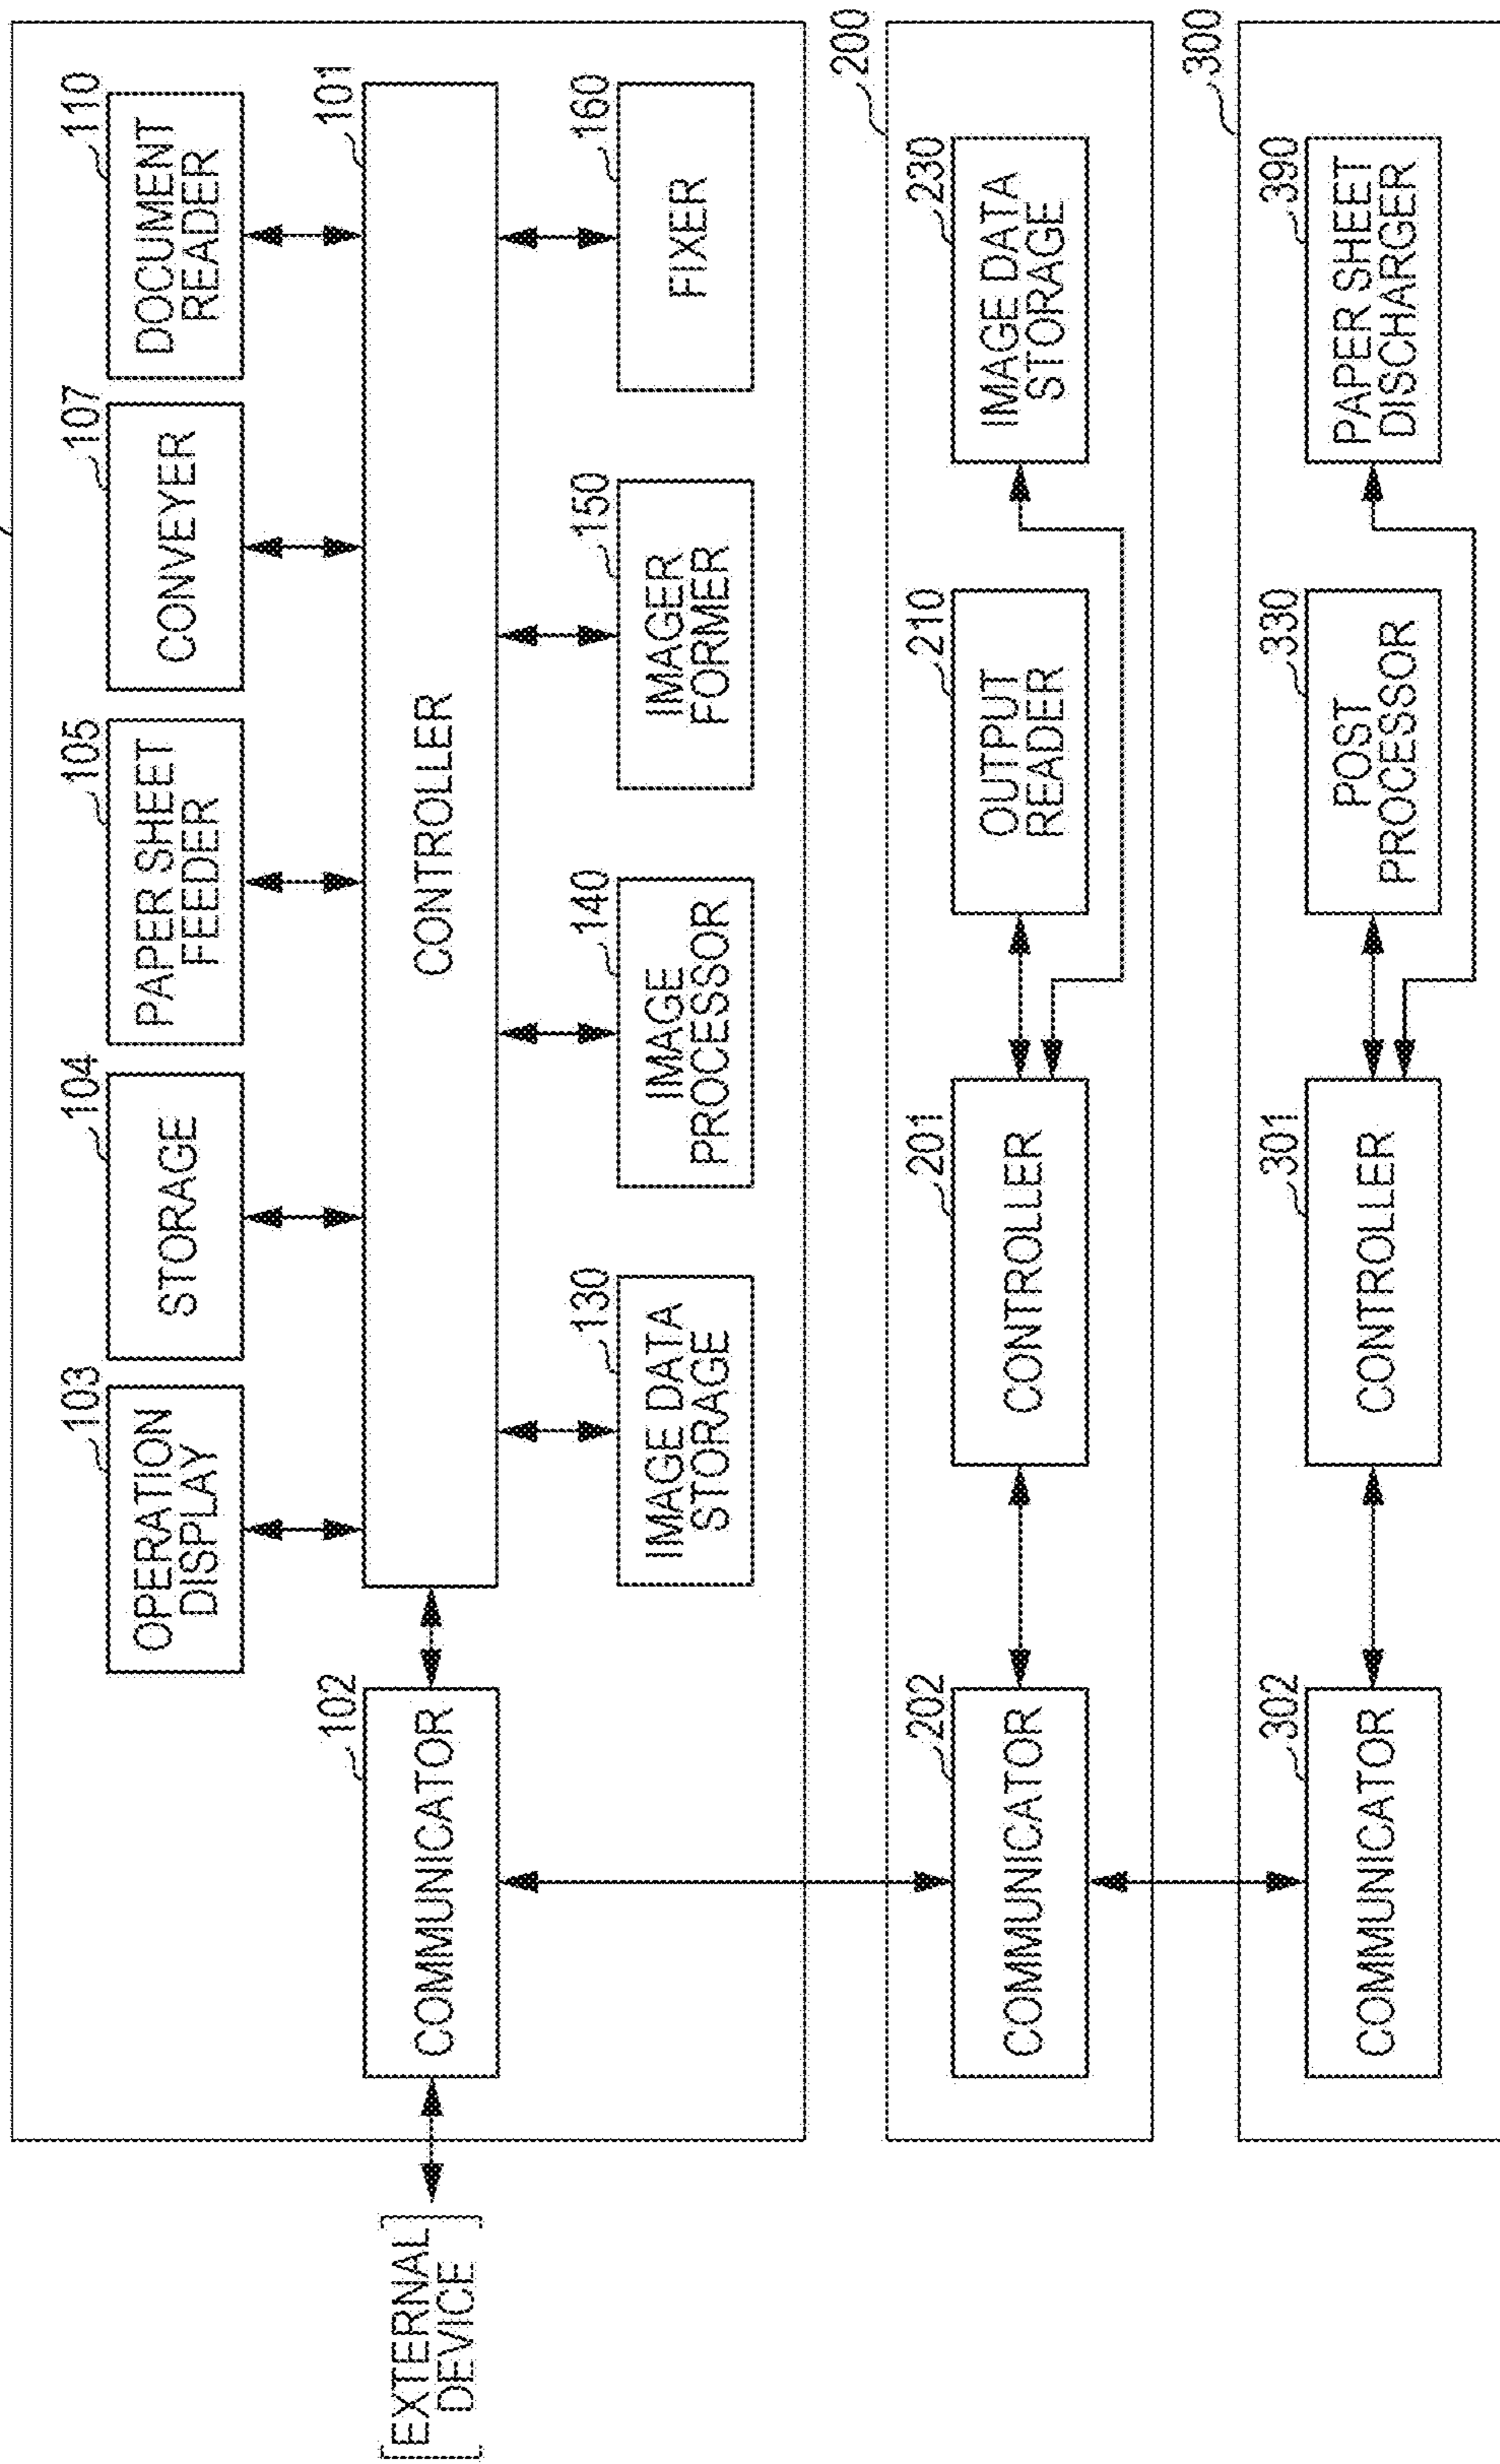 103
OPERATION
DISPLAY
104
STORAGE
105
PAPER SHEET
FEEDER
107
CONVEYER
110
DOCUMENT
READER
102
COMMUNICATOR
101
CONTROLLER
[EXTERNAL
DEVICE]
130
IMAGE DATA
STORAGE
140
IMAGE
PROCESSOR
150
IMAGER
FORMER
160
FIXER
200
202
COMMUNICATOR
201
CONTROLLER
210
OUTPUT
READER
230
IMAGE DATA
STORAGE
300
302
COMMUNICATOR
301
CONTROLLER
330
POST
PROCESSOR
390
PAPER SHEET
DISCHARGER